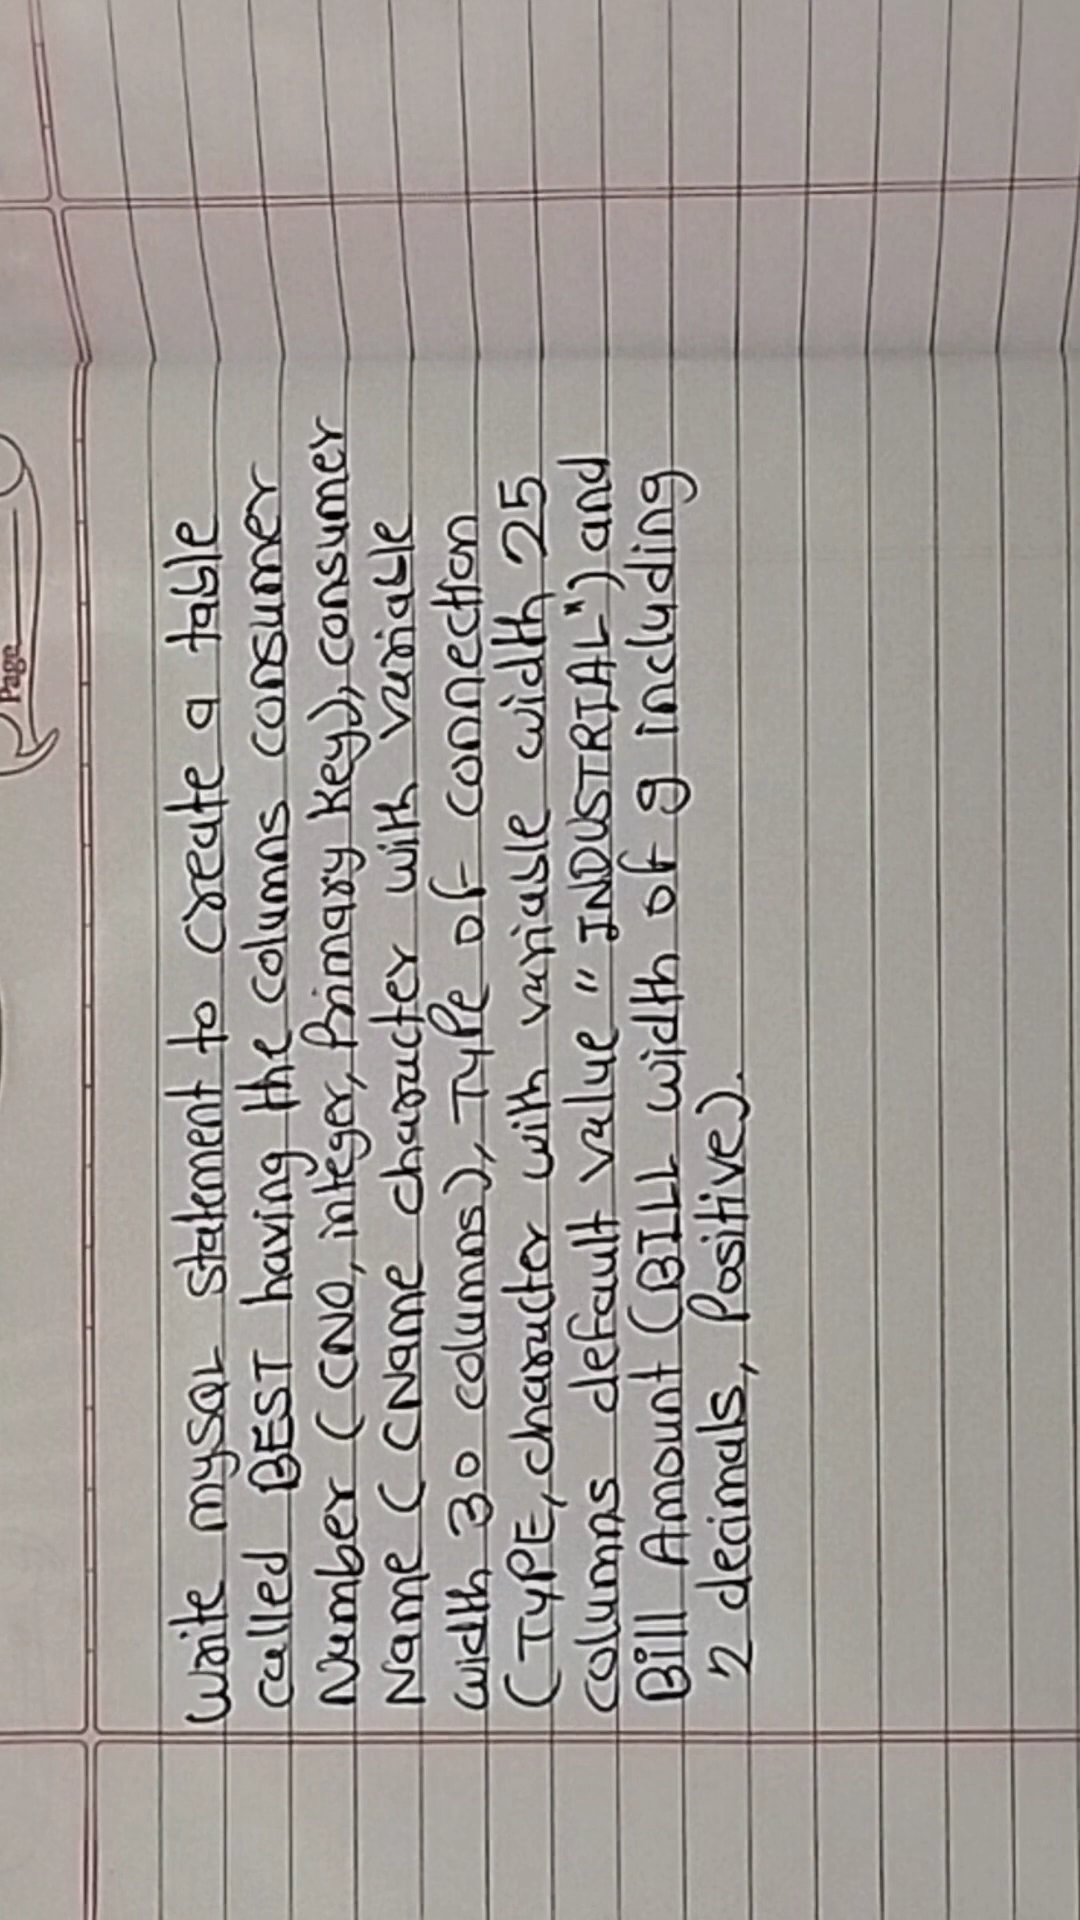 Page
Write mysQL statement to create a table
called BEST having the columns consumer
Number (CNO, integer, Primary Key), consumer
Name (CName character with variable
width 30 columns), Type of connection
(TYPE, character with variable width 25
columns default value "INDUSTRIAL") and
Bill Amount (BILL width of 9 including
2 decimals, Positive).